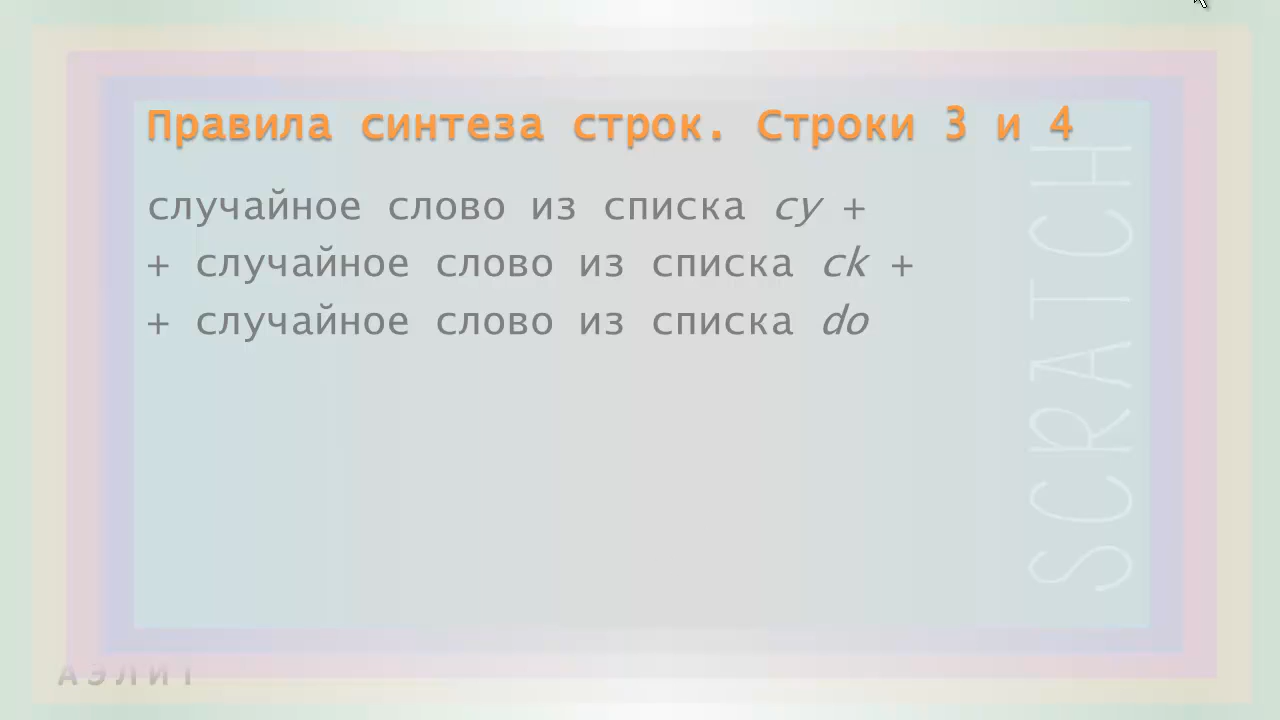 Правила синтеза строк. Строки 3 и 4
случайное слово из списка су +
+ случайное слово из списка ck +
+ случайное слово из списка do
SCRATCH
АЭЛИТ